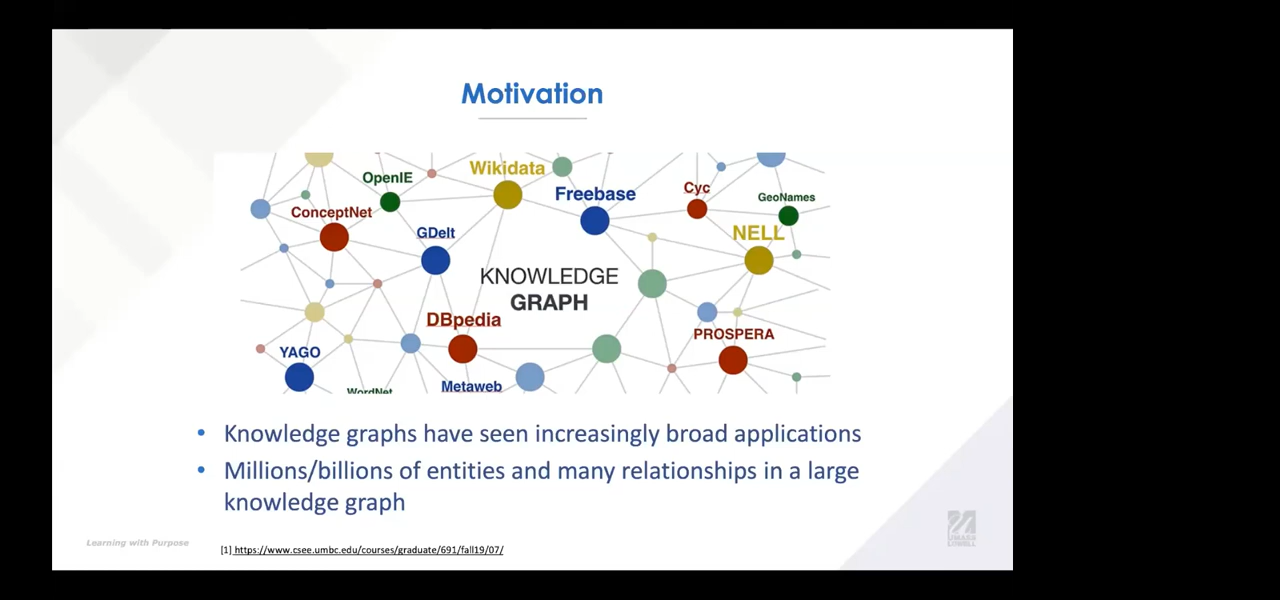 Motivation
OpenIE
Wikidata
Freebase
Cyc
GeoNames
ConceptNet
GDelt
NELL
KNOWLEDGE
GRAPH
DBpedia
PROSPERA
YAGO
Metaweb
WordNet
• Knowledge graphs have seen increasingly broad applications
• Millions/billions of entities and many relationships in a large
knowledge graph
Learning with Purpose
[1] https://www.csee.umbc.edu/courses/graduate/691/fall19/07/
UMASS
LOWELL